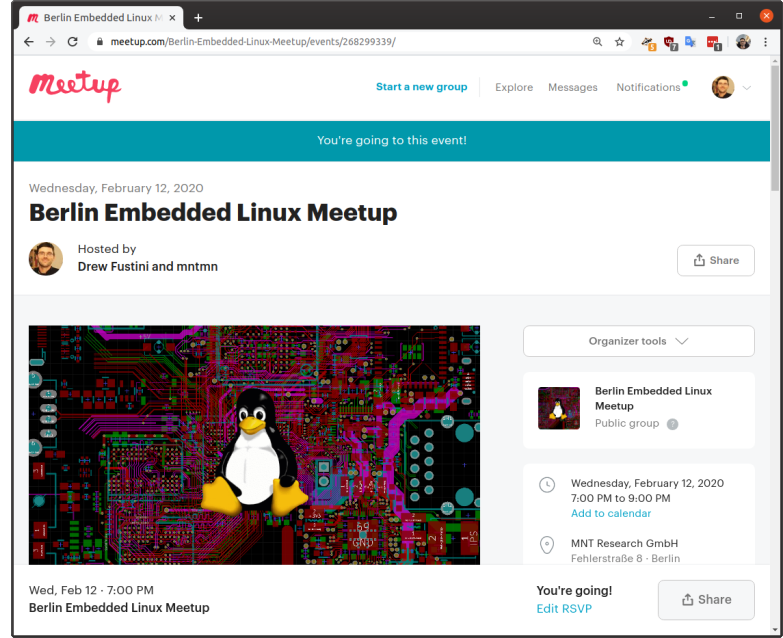 Berlin Embedded Linux M
meetup.com/Berlin-Embedded-Linux-Meetup/events/268299339/
meetup
Start a new group
Explore
Messages
Notifications
You're going to this event!
Wednesday, February 12, 2020
Berlin Embedded Linux Meetup
Hosted by
Drew Fustini and mntmn
Share
Organizer tools
Berlin Embedded Linux
Meetup
Public group
Wednesday, February 12, 2020
7:00 PM to 9:00 PM
Add to calendar
MNT Research GmbH
Fehlerstraße 8 · Berlin
69
GND
Wed, Feb 12 · 7:00 PM
Berlin Embedded Linux Meetup
You're going!
Edit RSVP
Share